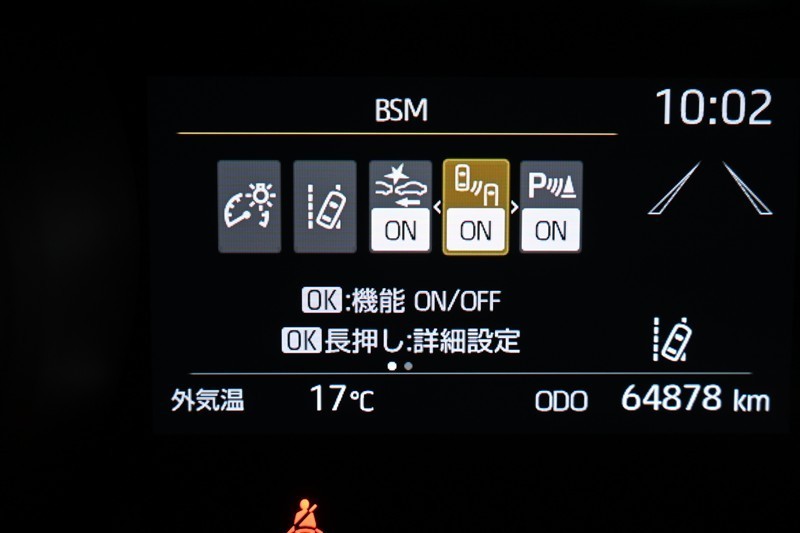 BSM
10:02
ON ON P ON
OK:機能 ON/OFF
OK長押し:詳細設定
外気温 17℃ ODO 64878 km